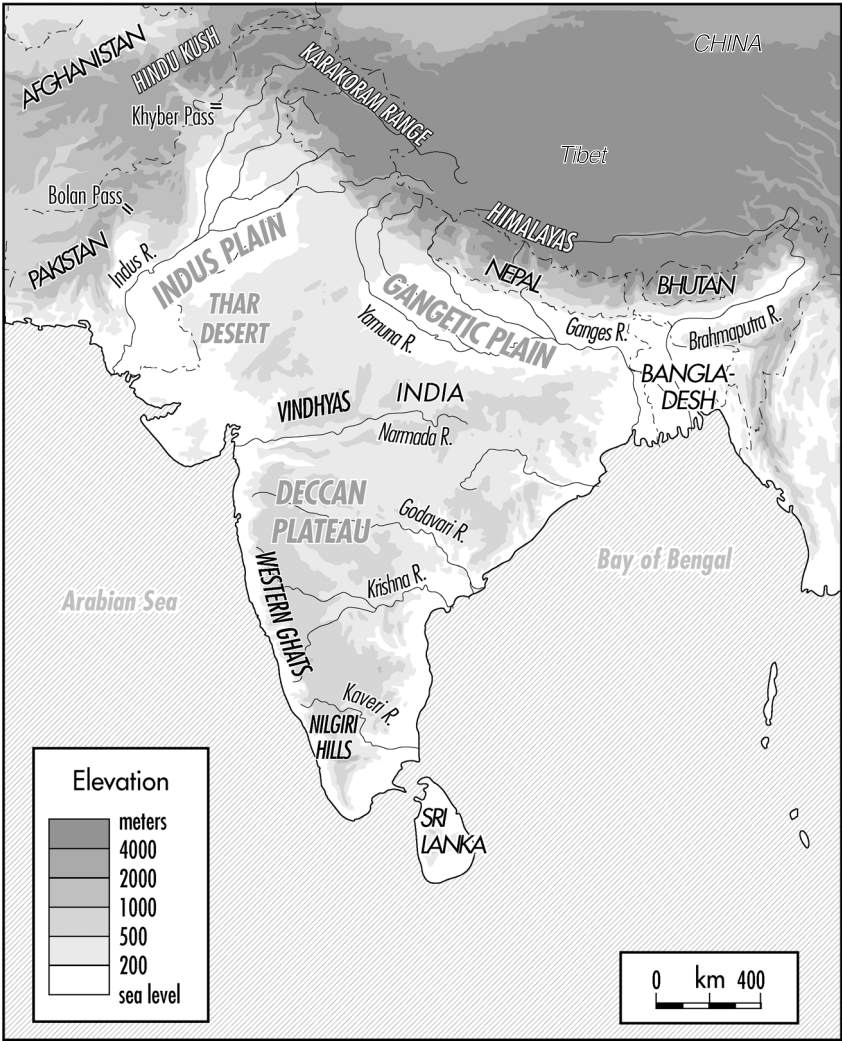 CHINA
AFGHANISTAN
HINDU KUSH
KARAKORAM RANGE
Khyber Pass
Tibet
Bolan Pass
HIMALAYAS
PAKISTAN
Indus R.
INDUS PLAIN
NEPAL
BHUTAN
THAR
DESERT
GANGETIC PLAIN
Yamuna R.
Ganges R.
Brahmaputra R.
BANGLA-
DESH
VINDHYAS
INDIA
Narmada R.
DECCAN
PLATEAU
Godavari R.
Bay of Bengal
Arabian Sea
WESTERN GHATS
Krishna R.
Kaveri R.
NILGIRI
HILLS
SRI
LANKA
Elevation
meters
4000
2000
1000
500
200
sea level
0 km 400